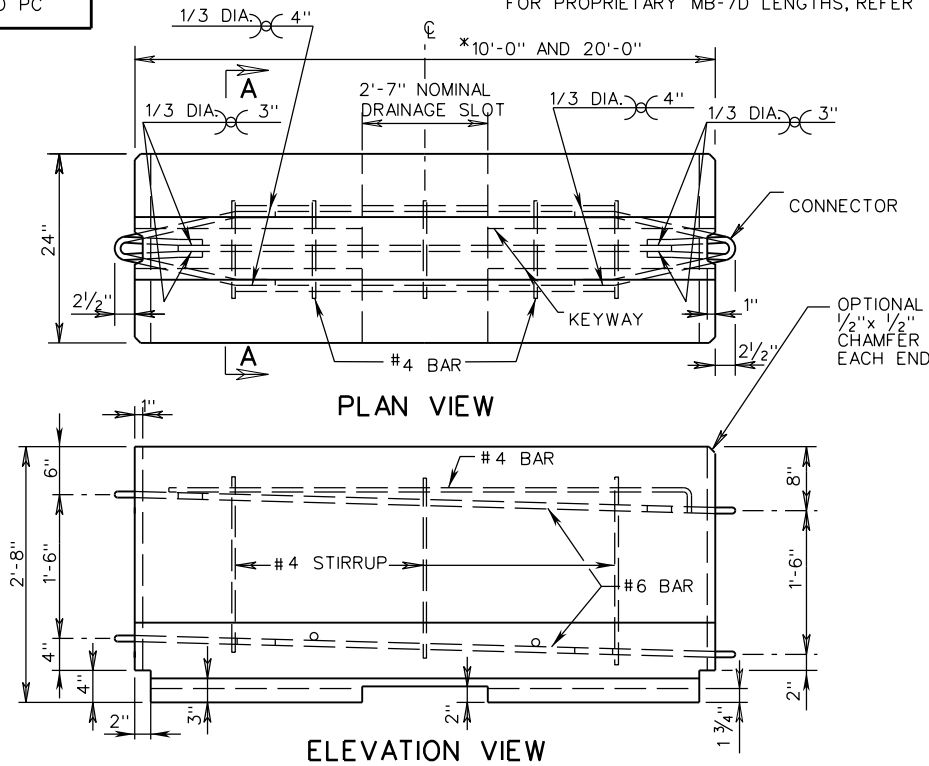 D PC
FOR PROPRIETARY MB-7D LENGTHS, REFER
1/3 DIA. 4"
℄
*10'-0" AND 20'-0"
A
2'-7" NOMINAL
DRAINAGE SLOT
1/3 DIA. 3"
1/3 DIA. 4"
1/3 DIA. 3"
24"
CONNECTOR
2½"
KEYWAY
1"
OPTIONAL
½"x ½"
CHAMFER
EACH END
2½"
A
#4 BAR
PLAN VIEW
1"
6"
#4 BAR
8"
2'-8"
1'-6"
#4 STIRRUP
1'-6"
#6 BAR
4"
4"
2"
3"
2"
2"
1 ¾"
ELEVATION VIEW